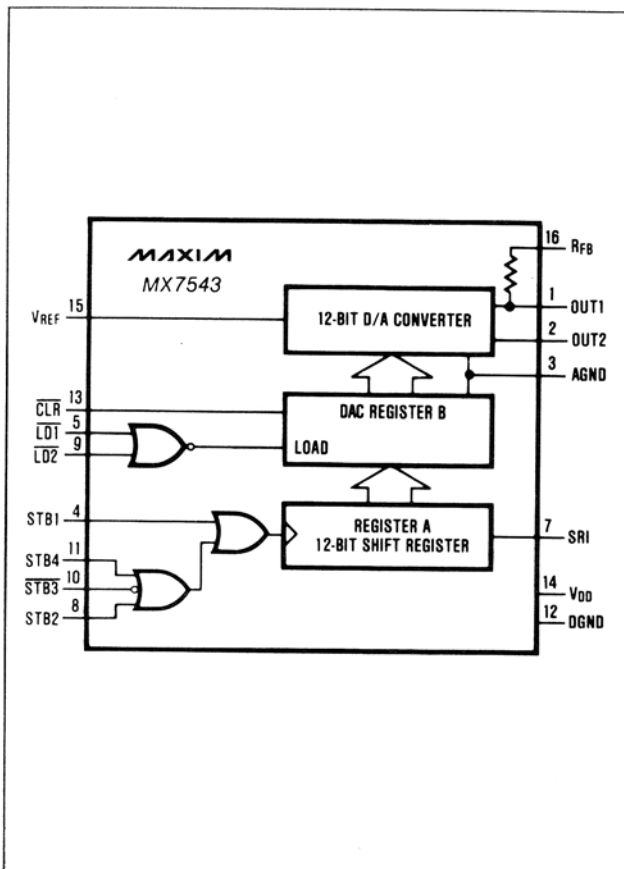 MAXIM
MX7543
16 RFB
15 VREF
12-BIT D/A CONVERTER
1 OUT1
2 OUT2
3 AGND
13 CLR
DAC REGISTER B
5 LD1
9 LD2
LOAD
4 STB1
REGISTER A
12-BIT SHIFT REGISTER
7 SRI
11 STB4
10 STB3
8 STB2
14 VDD
12 DGND